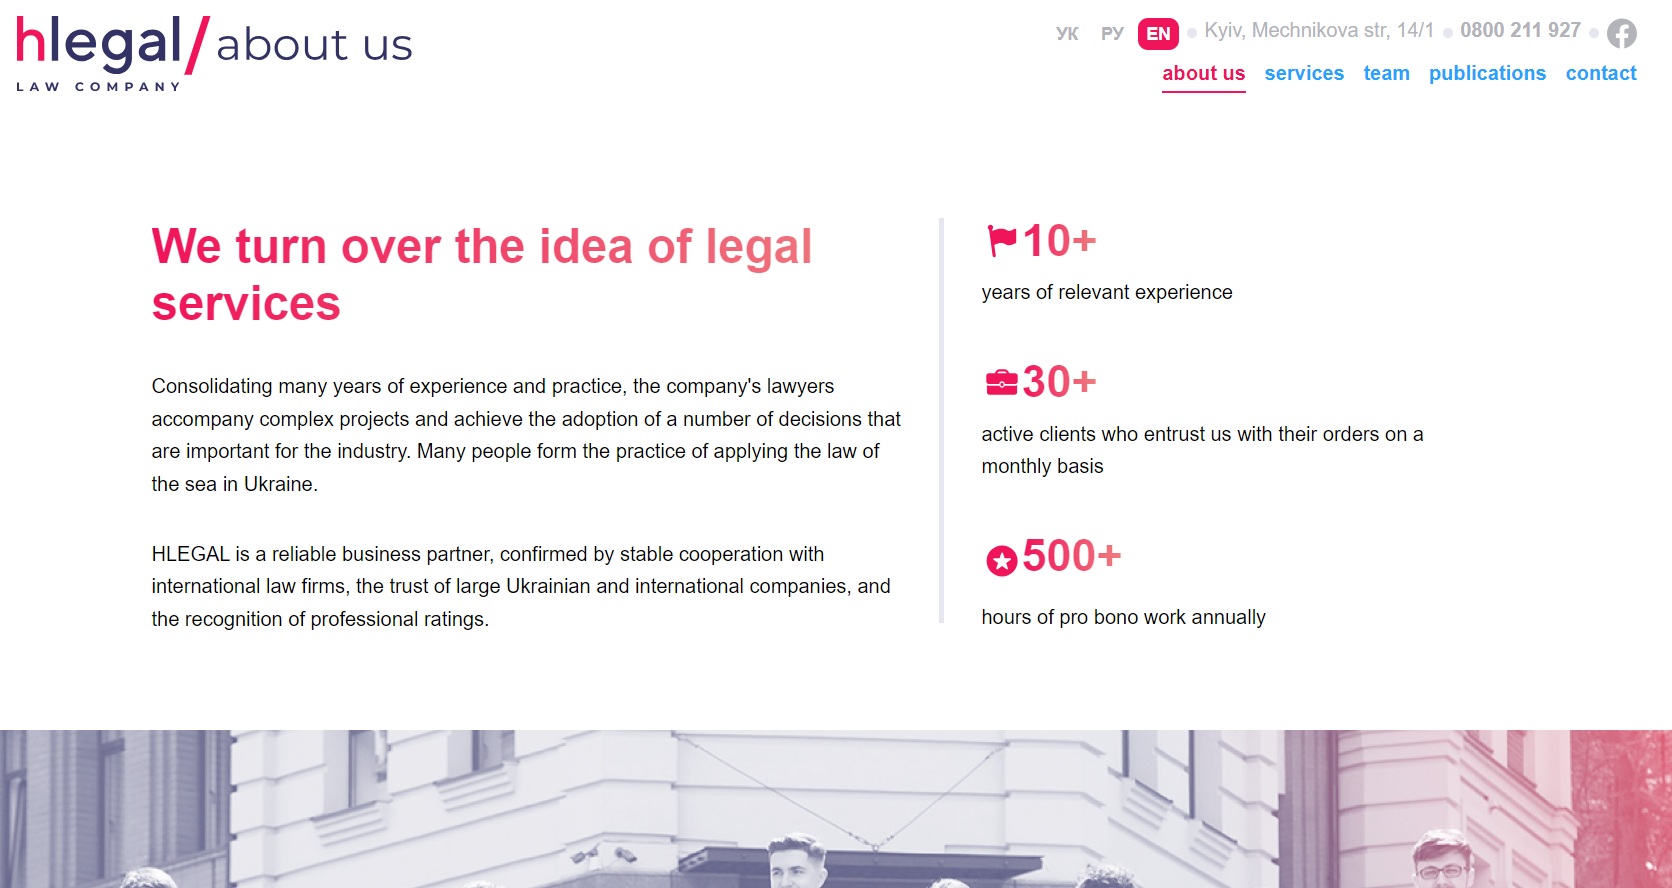 hlegal/about us
LAW COMPANY
УК РУ EN Kyiv, Mechnikova str, 14/1 0800 211 927
about us services team publications contact
We turn over the idea of legal
services
Consolidating many years of experience and practice, the company's lawyers
accompany complex projects and achieve the adoption of a number of decisions that
are important for the industry. Many people form the practice of applying the law of
the sea in Ukraine.
HLEGAL is a reliable business partner, confirmed by stable cooperation with
international law firms, the trust of large Ukrainian and international companies, and
the recognition of professional ratings.
10+
years of relevant experience
30+
active clients who entrust us with their orders on a
monthly basis
500+
hours of pro bono work annually